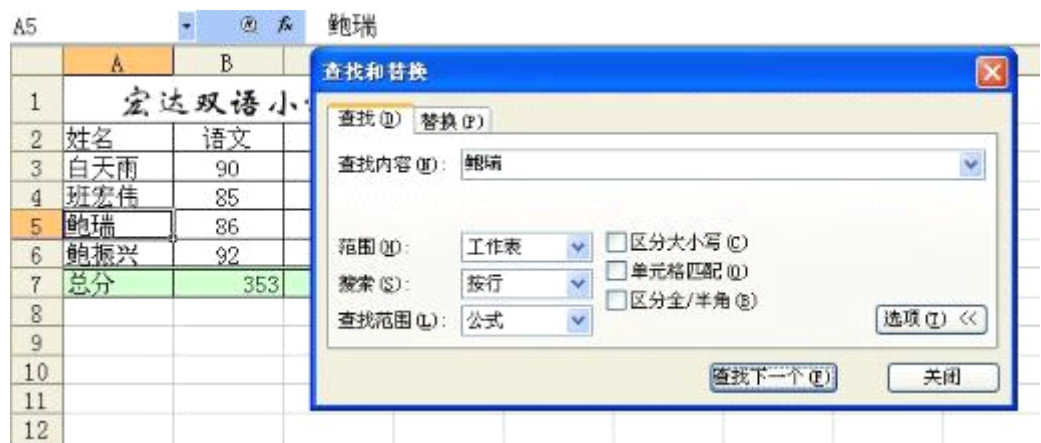 A5 fx 鲍瑞
A B
1 宏达双语小
2 姓名 语文
3 白天雨 90
4 班宏伟 85
5 鲍瑞 86
6 鲍振兴 92
7 总分 353
8
9
10
11
12
查找和替换
查找(D) 替换(P)
查找内容(N): 鲍瑞
范围(H): 工作表 区分大小写(C)
搜索(S): 按行 单元格匹配(O)
查找范围(L): 公式 区分全/半角(B)
选项(T) <<
查找下一个(F) 关闭